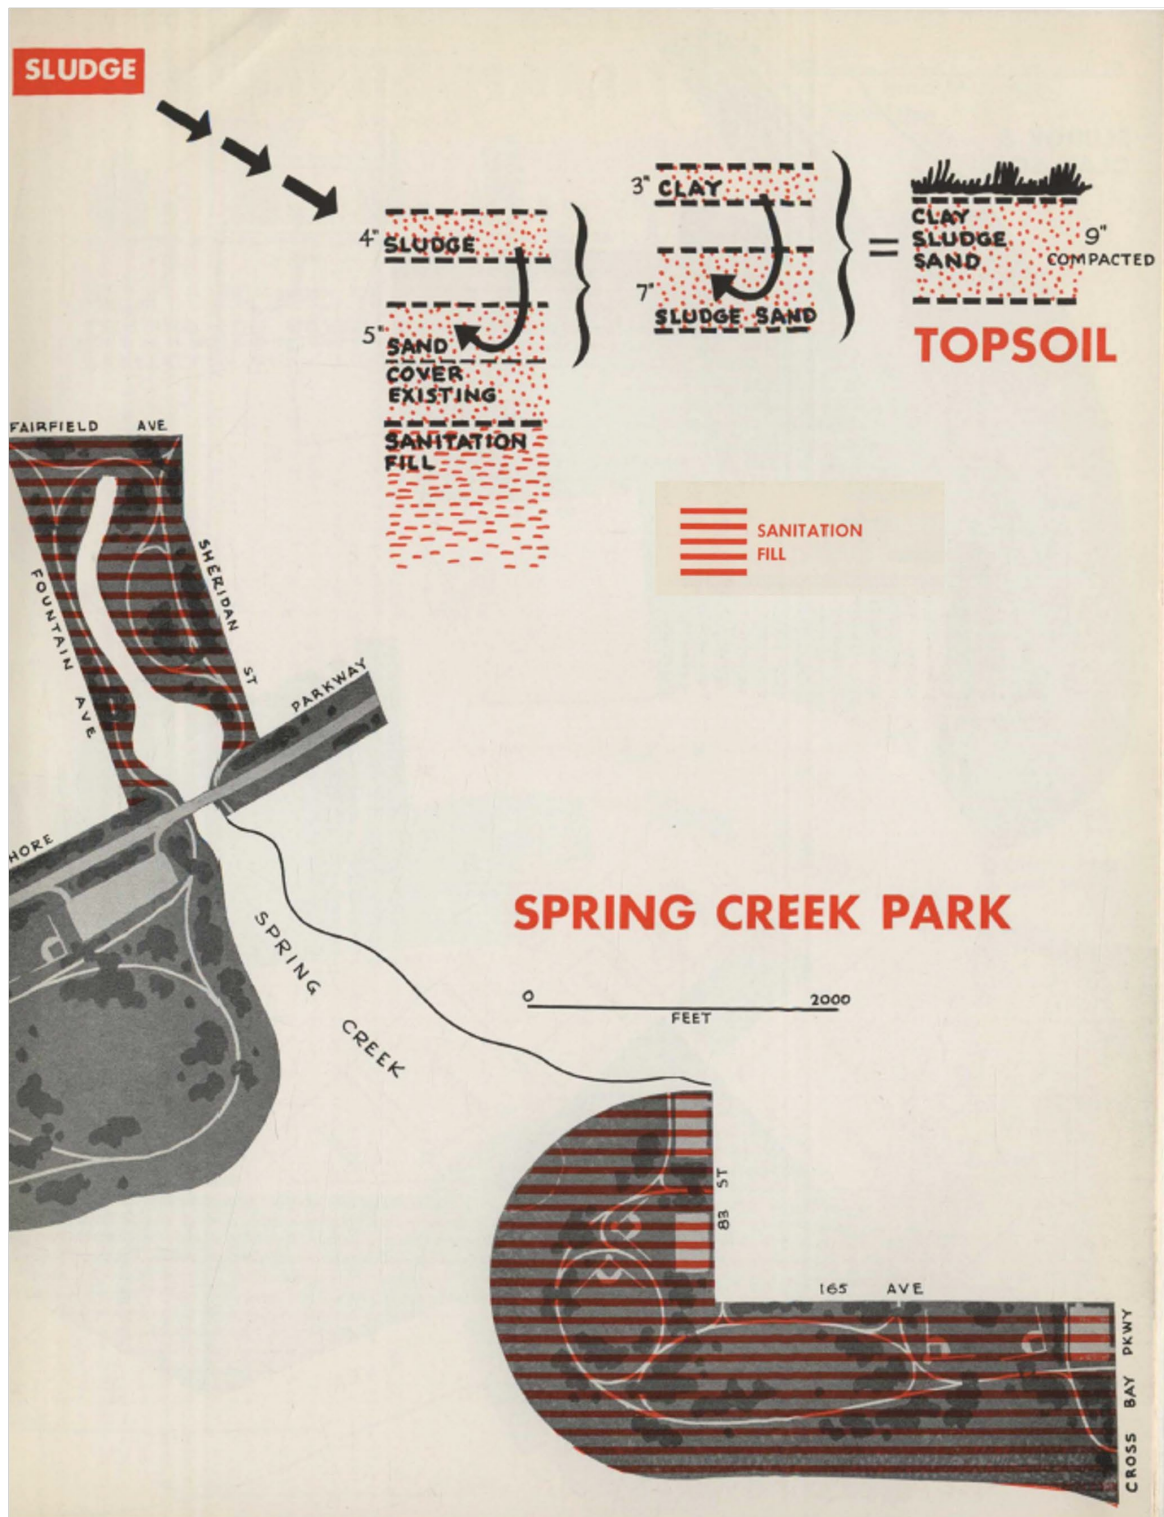 SLUDGE
4" SLUDGE
5" SAND
COVER
EXISTING
SANITATION
FILL
3" CLAY
7"
SLUDGE SAND
=
CLAY
SLUDGE
SAND
9"
COMPACTED
TOPSOIL
SANITATION
FILL
FAIRFIELD AVE
FOUNTAIN AVE
SHERIDAN ST
PARKWAY
HORE
SPRING CREEK
SPRING CREEK PARK
0 2000
FEET
83 ST
165 AVE
CROSS BAY PKWY